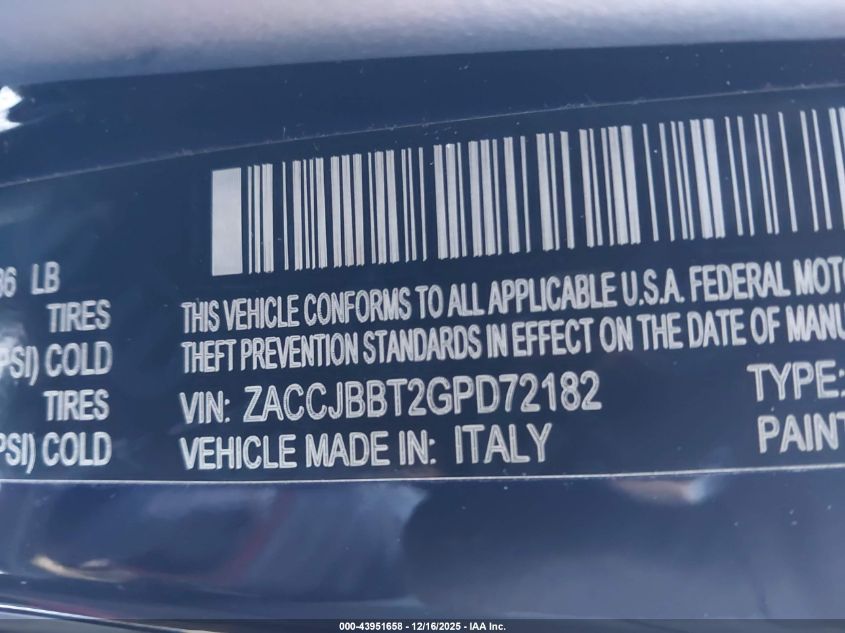 36 LB
TIRES
PSI) COLD
TIRES
PSI) COLD
THIS VEHICLE CONFORMS TO ALL APPLICABLE U.S.A. FEDERAL MOTO
THEFT PREVENTION STANDARDS IN EFFECT ON THE DATE OF MANU
VIN: ZACCJBBT2GPD72182
TYPE:
VEHICLE MADE IN: ITALY
PAINT
000-43951658 - 12/16/2025 - IAA Inc.